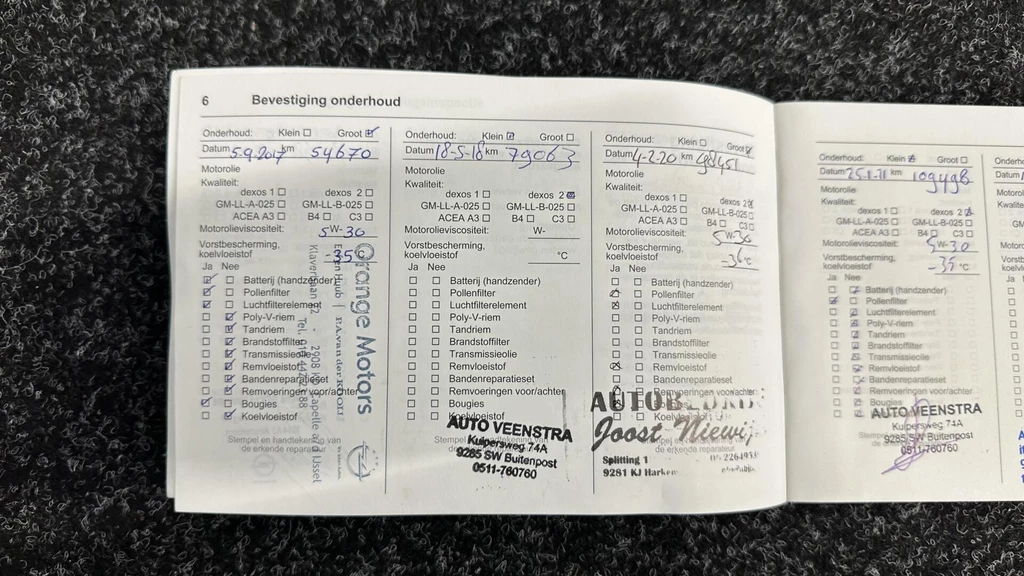 6 Bevestiging onderhoud
Onderhoud: Klein Groot
Datum 5.9.2017 km 54670
Motorolie
Kwaliteit:
dexos 1 dexos 2
GM-LL-A-025 GM-LL-B-025
ACEA A3 B4 C3
Motorolieviscositeit: 5W-30
Vorstbescherming,
koelvloeistof -35°C
Ja Nee
Batterij (handzender)
Pollenfilter
Luchtfilterelement
Poly-V-riem
Tandriem
Brandstoffilter
Transmissieolie
Remvloeistof
Bandenreparatieset
Remvoeringen voor/achter
Bougies
Koelvloeistof
Stempel en handtekening van
de erkende reparateur
Orange Motors
Onderhoud: Klein Groot
Datum 18-5-18 km 79063
Motorolie
Kwaliteit:
dexos 1 dexos 2
GM-LL-A-025 GM-LL-B-025
ACEA A3 B4 C3
Motorolieviscositeit: W-
Vorstbescherming,
koelvloeistof °C
Ja Nee
Batterij (handzender)
Pollenfilter
Luchtfilterelement
Poly-V-riem
Tandriem
Brandstoffilter
Transmissieolie
Remvloeistof
Bandenreparatieset
Remvoeringen voor/achter
Bougies
Koelvloeistof
AUTO VEENSTRA
Kuipersweg 74A
9285 SW Buitenpost
0511-760760
Onderhoud: Klein Groot
Datum 4-2-20 km
Motorolie
Kwaliteit:
dexos 1 dexos 2
GM-LL-A-025 GM-LL-B-025
ACEA A3 B4 C3
Motorolieviscositeit: 5W-30
Vorstbescherming,
koelvloeistof °C
Ja Nee
Batterij (handzender)
Pollenfilter
Luchtfilterelement
Poly-V-riem
Tandriem
Brandstoffilter
Transmissieolie
Remvloeistof
Bandenreparatieset
Remvoeringen voor/achter
Bougies
Koelvloeistof
Joost
Splitting 1
9281 KJ
Onderhoud: Klein Groot
Datum km 109498
Motorolie
Kwaliteit:
dexos 1 dexos 2
GM-LL-A-025 GM-LL-B-025
ACEA A3 B4 C3
Motorolieviscositeit: 5W-30
Vorstbescherming,
koelvloeistof -35°C
Ja Nee
Batterij (handzender)
Pollenfilter
Luchtfilterelement
Poly-V-riem
Tandriem
Brandstoffilter
Transmissieolie
Remvloeistof
Bandenreparatieset
Remvoeringen voor/achter
Bougies
AUTO VEENSTRA
Kuipersweg 74A
9285 SW Buitenpost
0511-760760